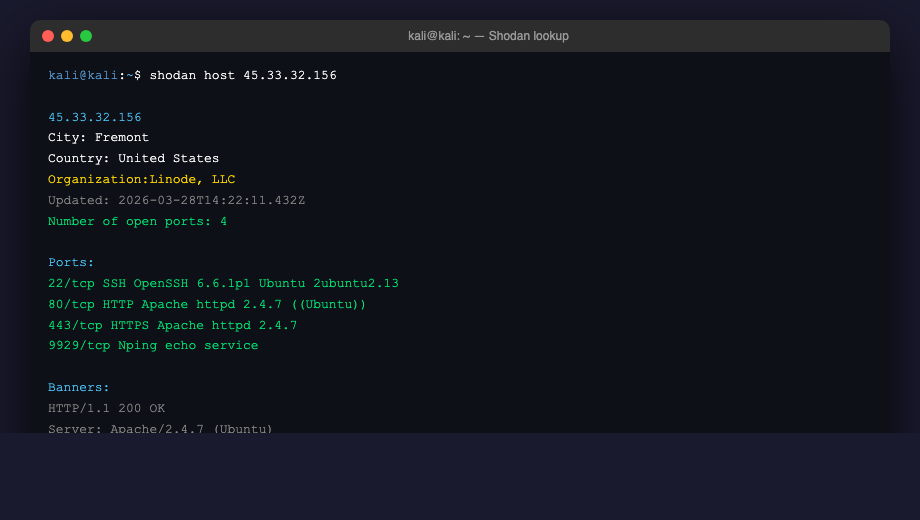 kali@kali: ~ — Shodan lookup
kali@kali:~$ shodan host 45.33.32.156
45.33.32.156
City: Fremont
Country: United States
Organization:Linode, LLC
Updated: 2026-03-28T14:22:11.432Z
Number of open ports: 4
Ports:
22/tcp SSH OpenSSH 6.6.1p1 Ubuntu 2ubuntu2.13
80/tcp HTTP Apache httpd 2.4.7 ((Ubuntu))
443/tcp HTTPS Apache httpd 2.4.7
9929/tcp Nping echo service
Banners:
HTTP/1.1 200 OK
Server: Apache/2.4.7 (Ubuntu)